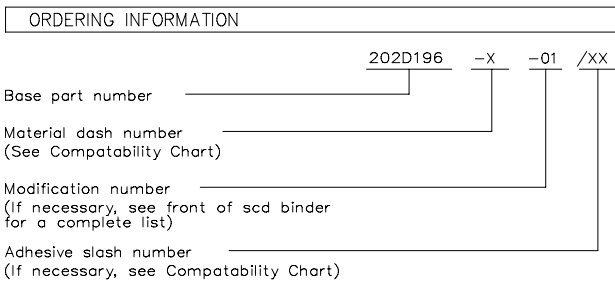 ORDERING INFORMATION
202D196 -X -01 /XX
Base part number
Material dash number
(See Compatability Chart)
Modification number
(If necessary, see front of scd binder
for a complete list)
Adhesive slash number
(If necessary, see Compatability Chart)